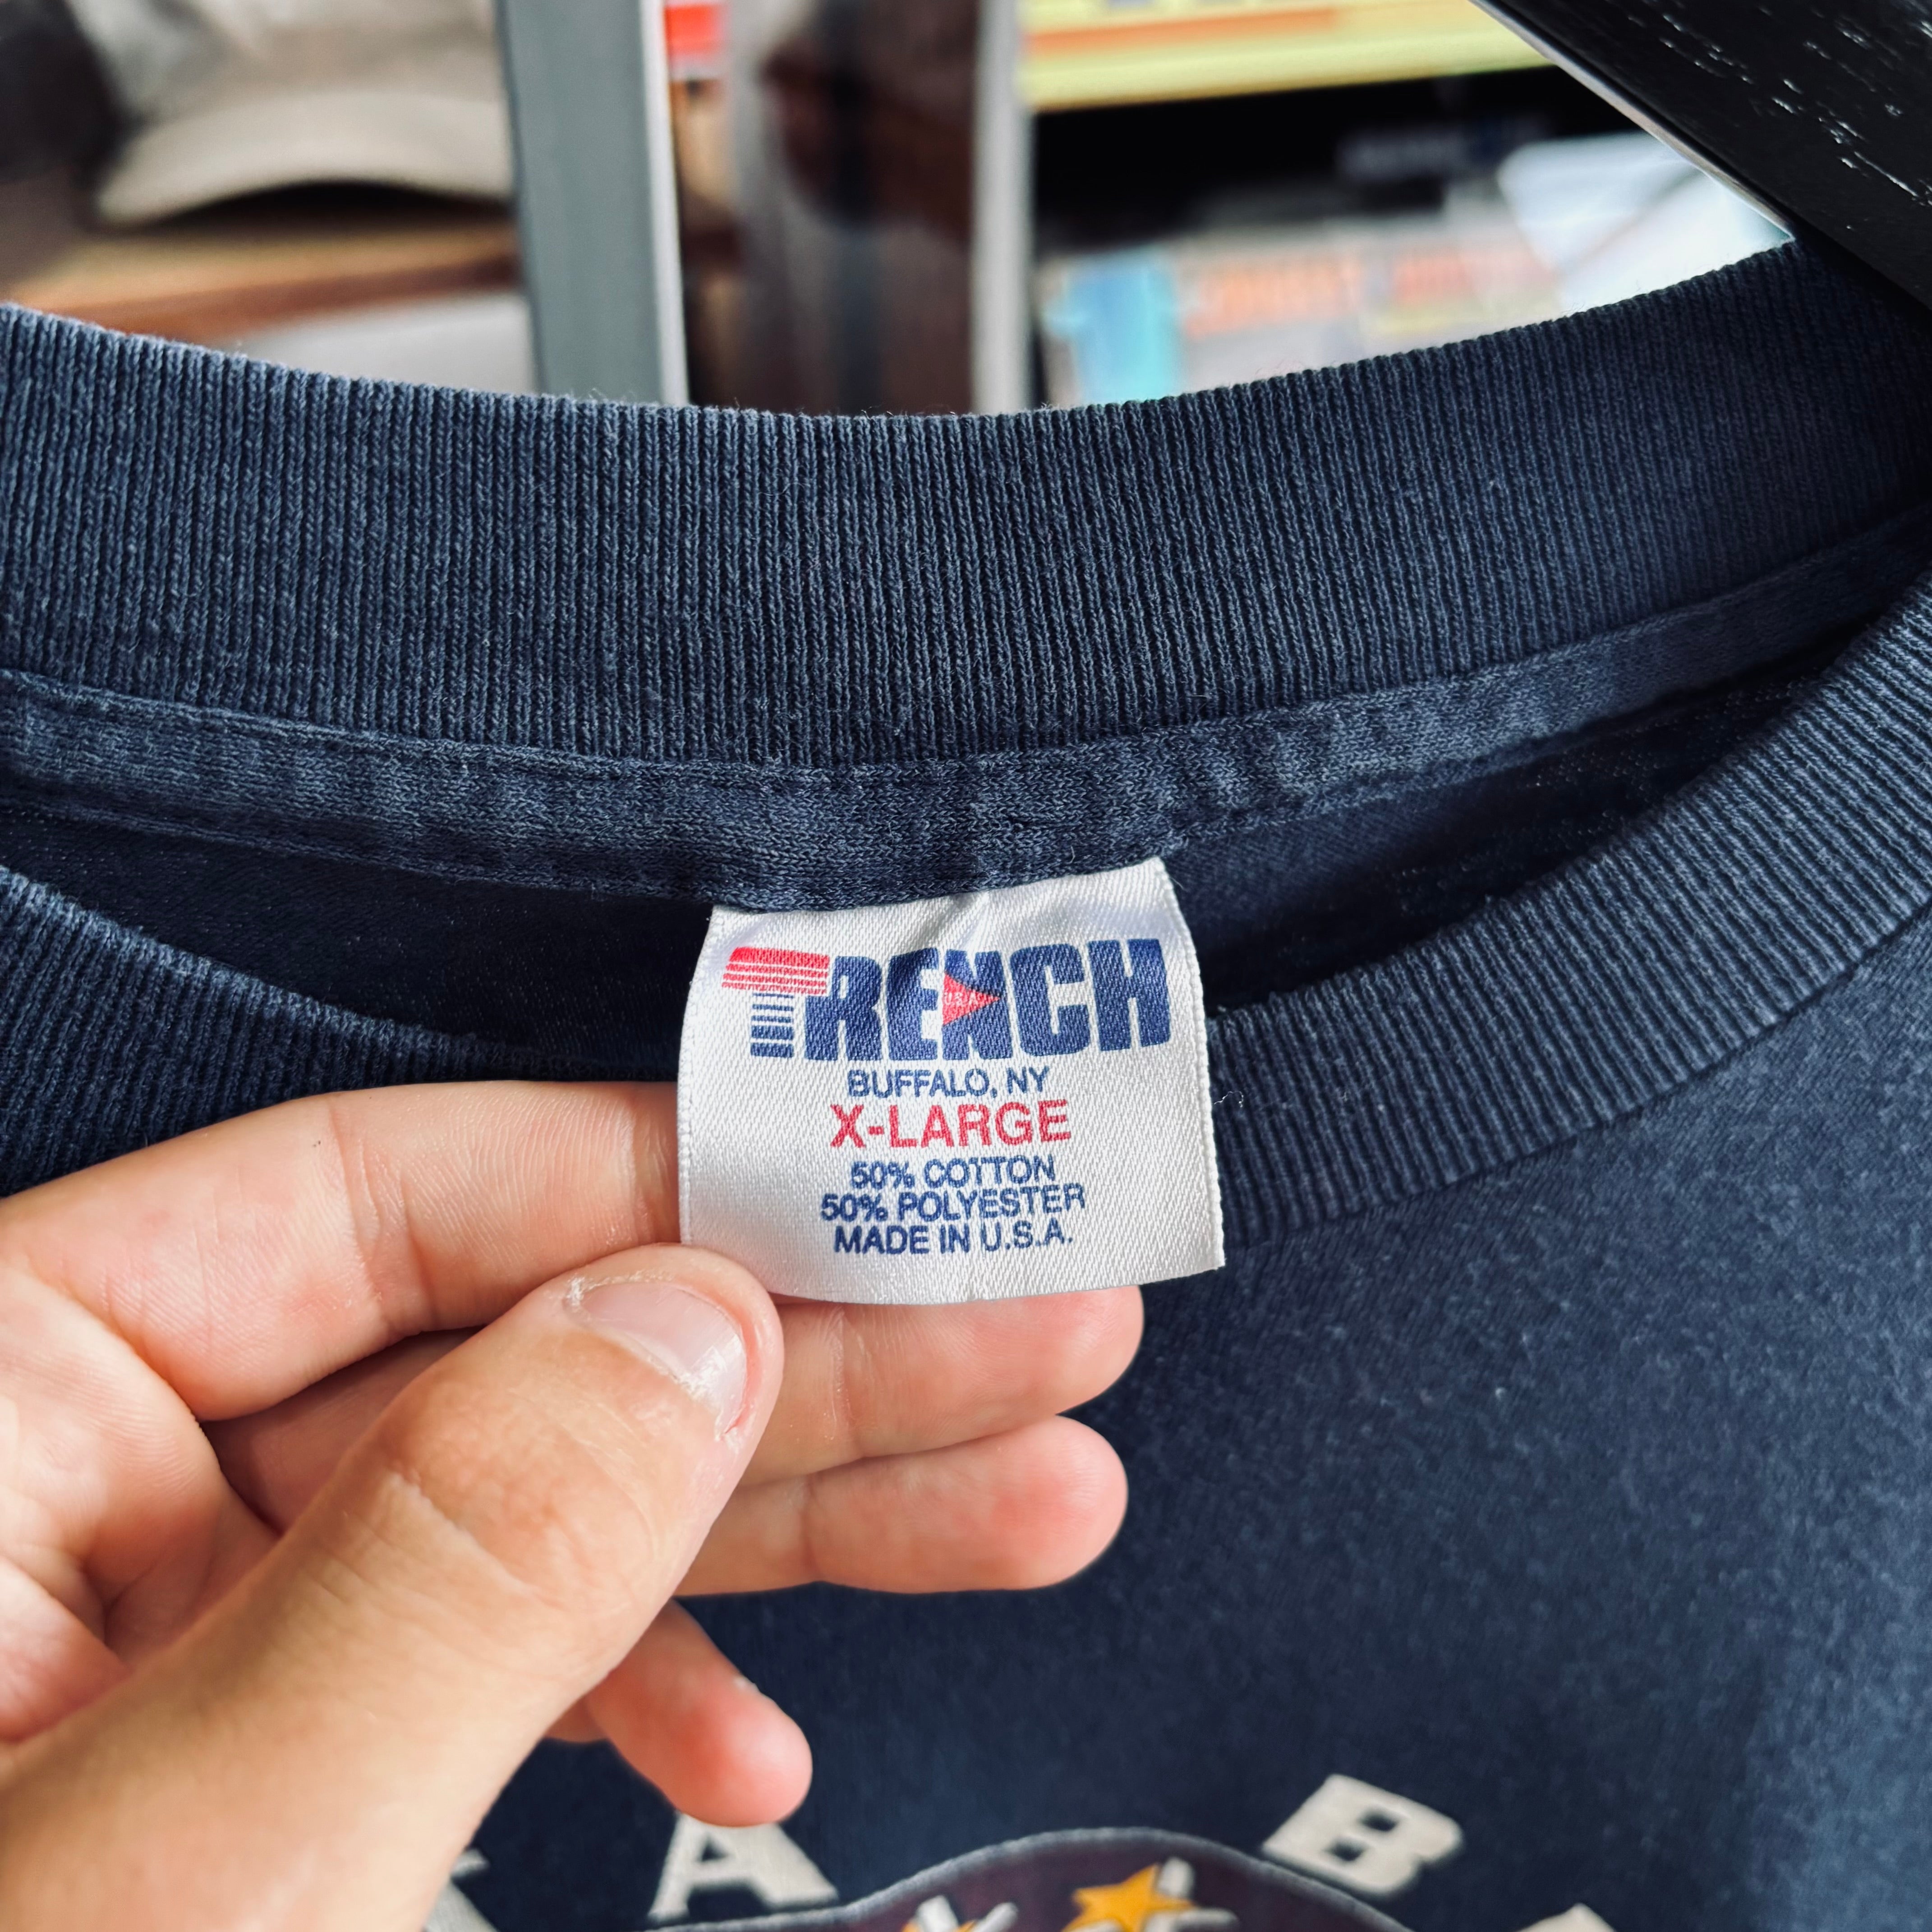 TRENCH
U.S.A.
BUFFALO, NY
X-LARGE
50% COTTON
50% POLYESTER
MADE IN U.S.A.
A B